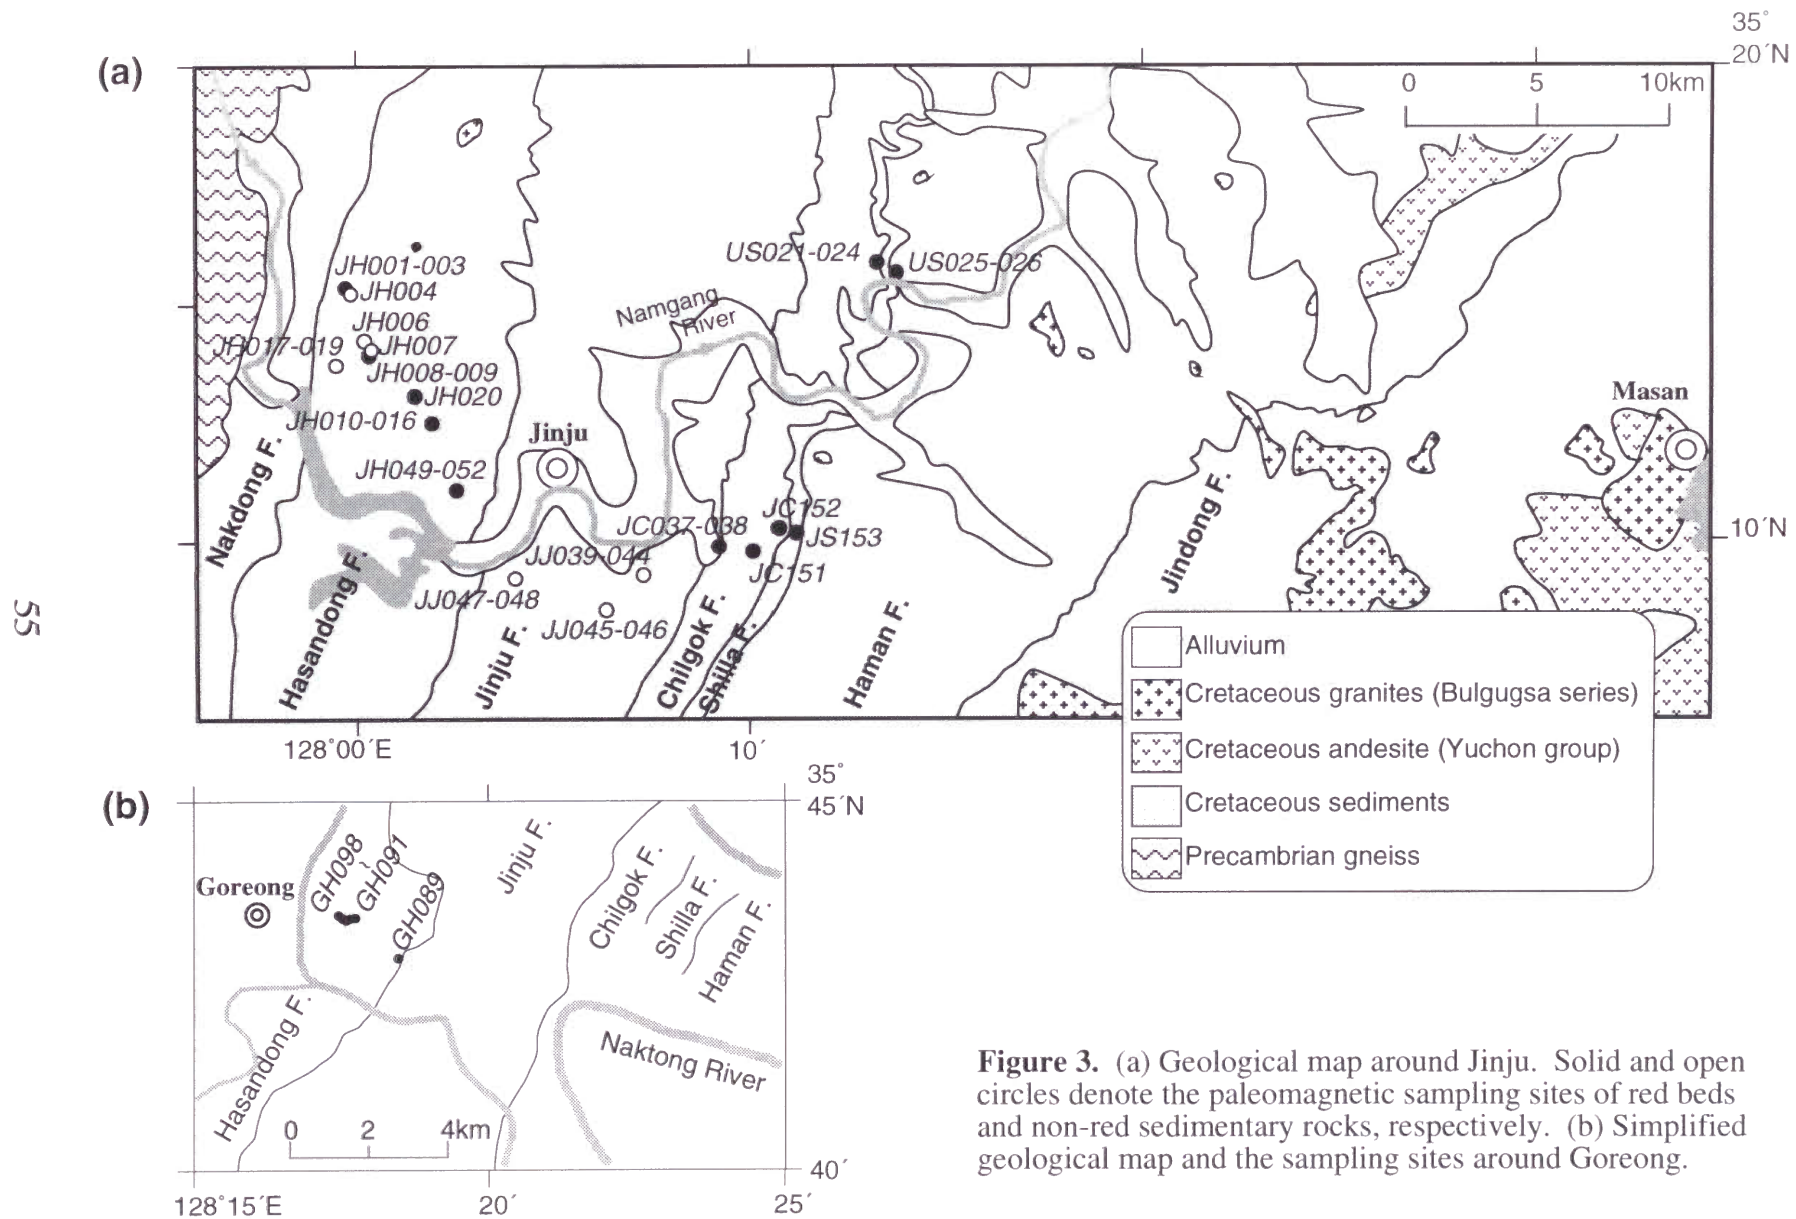 (a)
35°
20´N
0 5 10km
JH001-003
JH004
JH006
JH017-019
JH007
JH008-009
JH020
JH010-016
JH049-052
Jinju
Namgang
River
US021-024
US025-026
Masan
10´N
JC037-038
JC152
JS153
JC151
JJ039-044
JJ047-048
JJ045-046
Nakdong F.
Hasandong F.
Jinju F.
Chilgok F.
Shilla F.
Haman F.
Jindong F.
128°00´E
10´
Alluvium
Cretaceous granites (Bulgugsa series)
Cretaceous andesite (Yuchon group)
Cretaceous sediments
Precambrian gneiss
55
(b)
35°
45´N
Goreong
GH098
~
GH091
GH089
Jinju F.
Chilgok F.
Shilla F.
Haman F.
Hasandong F.
Naktong River
0 2 4km
40´
128°15´E
20´
25´
Figure 3. (a) Geological map around Jinju. Solid and open
circles denote the paleomagnetic sampling sites of red beds
and non-red sedimentary rocks, respectively. (b) Simplified
geological map and the sampling sites around Goreong.